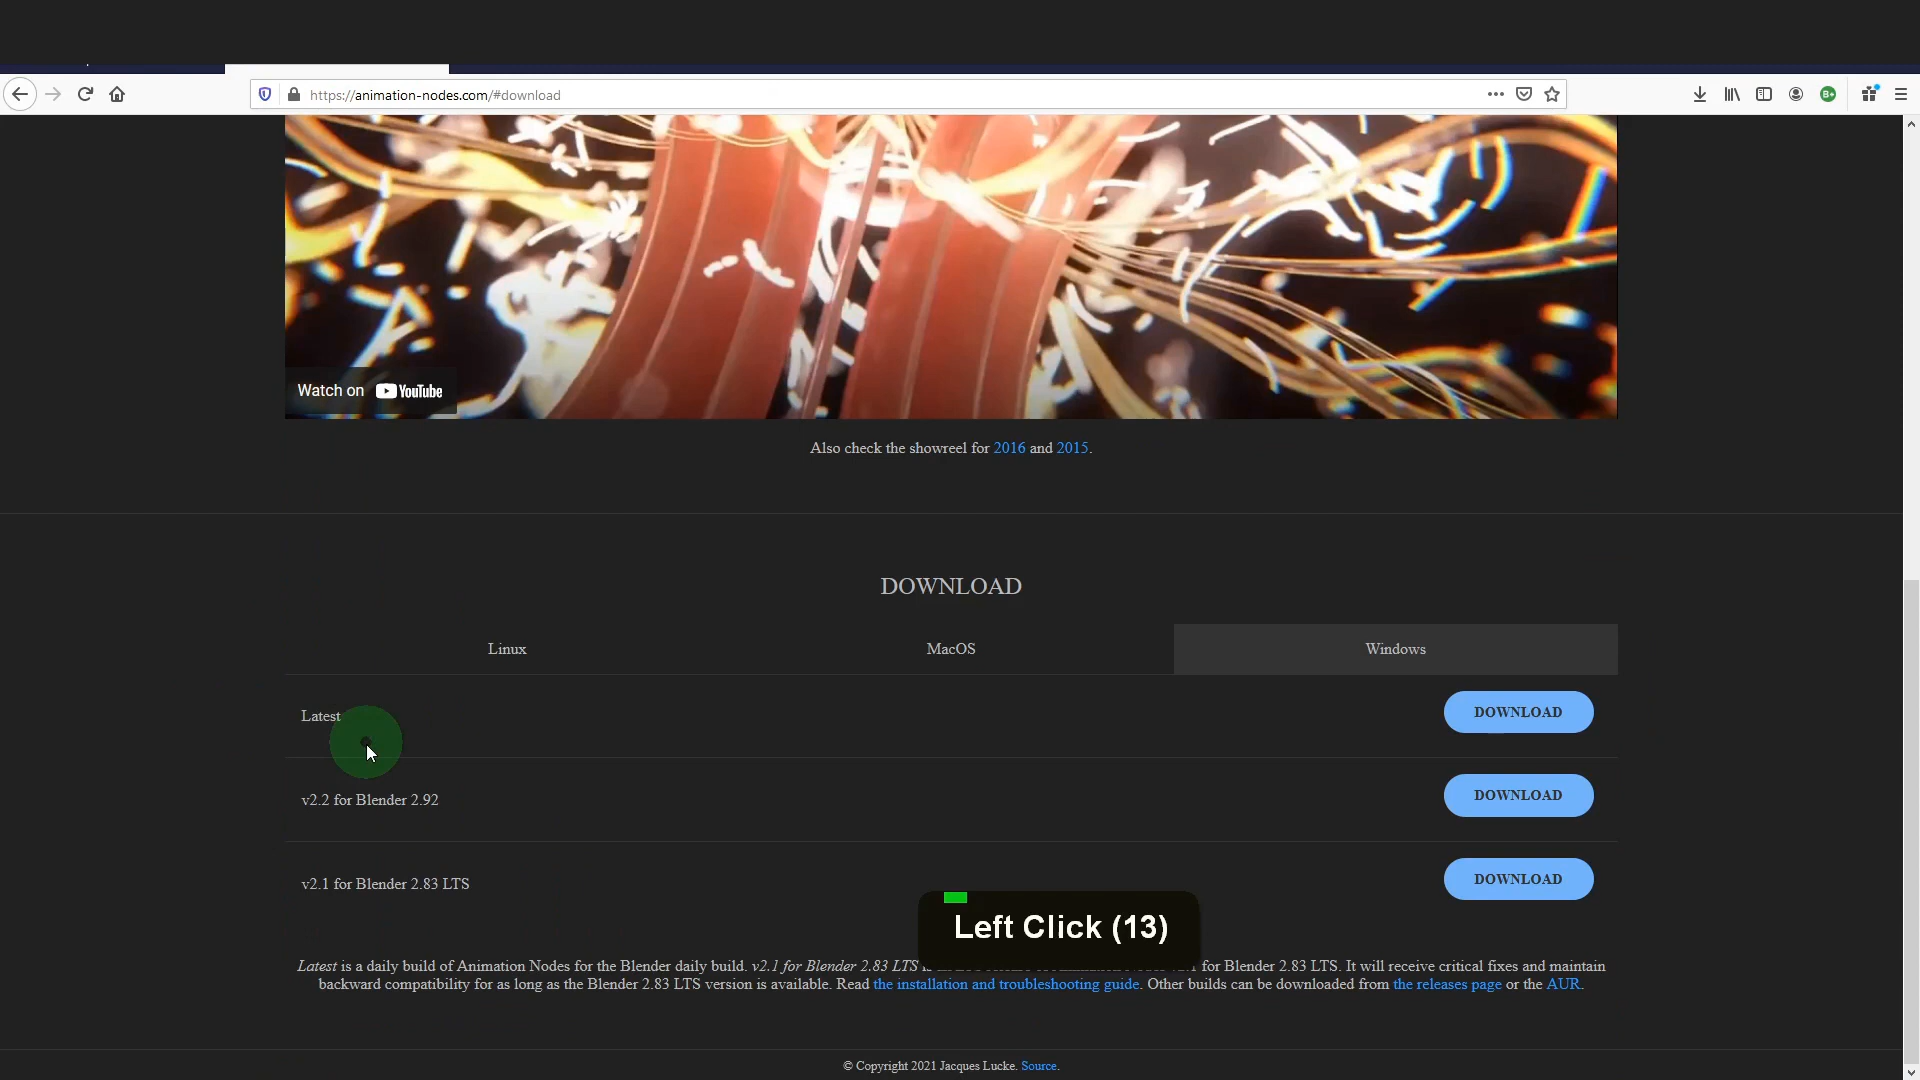 https://animation-nodes.com/#download
Watch on YouTube
Also check the showreel for 2016 and 2015.
DOWNLOAD
Linux
MacOS
Windows
Latest
DOWNLOAD
v2.2 for Blender 2.92
DOWNLOAD
v2.1 for Blender 2.83 LTS
DOWNLOAD
Left Click (13)
Latest is a daily build of Animation Nodes for the Blender daily build. v2.1 for Blender 2.83 LTS for Blender 2.83 LTS. It will receive critical fixes and maintain
backward compatibility for as long as the Blender 2.83 LTS version is available. Read the installation and troubleshooting guide. Other builds can be downloaded from the releases page or the AUR.
© Copyright 2021 Jacques Lucke. Source.